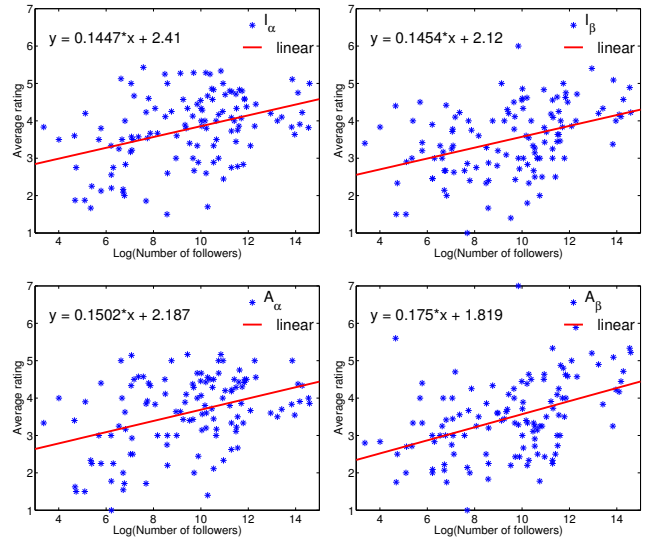 7
I_α
y = 0.1447*x + 2.41
linear
6
5
4
3
2
1
Average rating
4 6 8 10 12 14
Log(Number of followers)
7
I_β
y = 0.1454*x + 2.12
linear
6
5
4
3
2
1
Average rating
4 6 8 10 12 14
Log(Number of followers)
7
A_α
y = 0.1502*x + 2.187
linear
6
5
4
3
2
1
Average rating
4 6 8 10 12 14
Log(Number of followers)
7
A_β
y = 0.175*x + 1.819
linear
6
5
4
3
2
1
Average rating
4 6 8 10 12 14
Log(Number of followers)